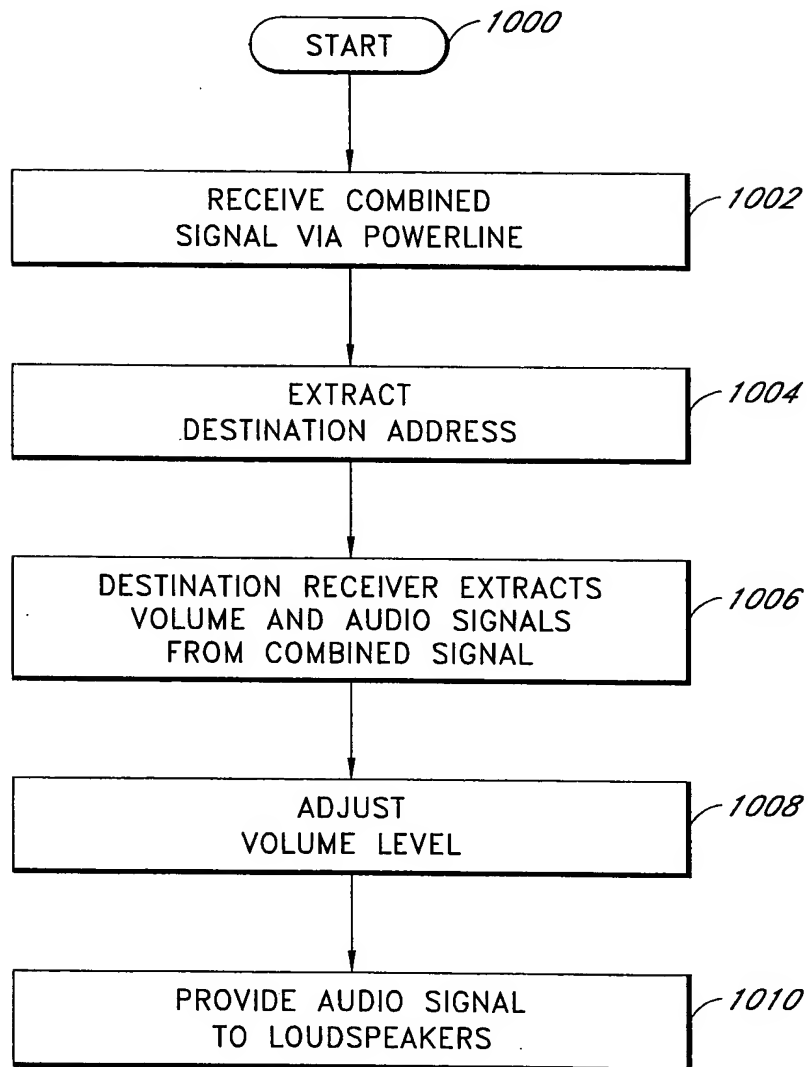 START
1000
RECEIVE COMBINED
SIGNAL VIA POWERLINE
1002
EXTRACT
DESTINATION ADDRESS
1004
DESTINATION RECEIVER EXTRACTS
VOLUME AND AUDIO SIGNALS
FROM COMBINED SIGNAL
1006
ADJUST
VOLUME LEVEL
1008
PROVIDE AUDIO SIGNAL
TO LOUDSPEAKERS
1010